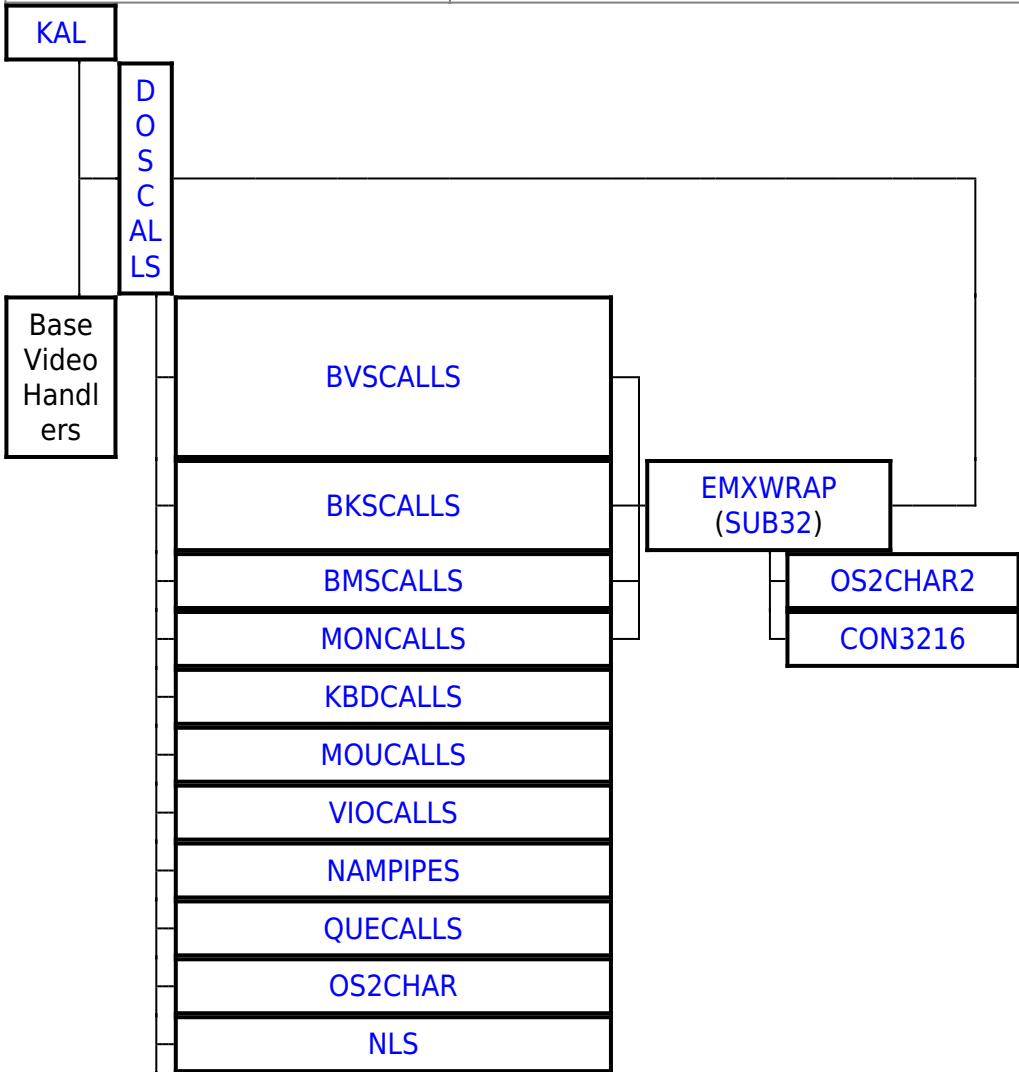 KAL
D
O
S
C
AL
LS
Base
Video
Handl
ers
BVSCALLS
BKSCALLS
EMXWRAP
(SUB32)
BMSCALLS
OS2CHAR2
MONCALLS
CON3216
KBDCALLS
MOUCALLS
VIOCALLS
NAMPIPES
QUECALLS
OS2CHAR
NLS